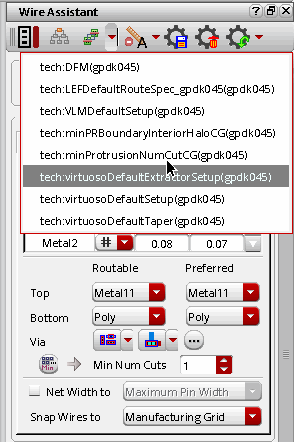 Wire Assistant
tech:DFM(gpdk045)
tech:LEFDefaultRouteSpec_gpdk045(gpdk045)
tech:VLMDefaultSetup(gpdk045)
tech:minPRBoundaryInteriorHaloCG(gpdk045)
tech:minProtrusionNumCutCG(gpdk045)
tech:virtuosoDefaultExtractorSetup(gpdk045)
tech:virtuosoDefaultSetup(gpdk045)
tech:virtuosoDefaultTaper(gpdk045)
Metal2 # 0.08 0.07
Routable Preferred
Top Metal11 Metal11
Bottom Poly Poly
Via ...
Min Min Num Cuts 1
Net Width to Maximum Pin Width
Snap Wires to Manufacturing Grid